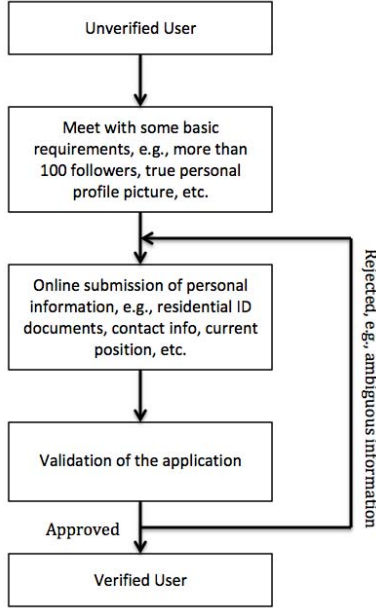 Unverified User
Meet with some basic
requirements, e.g., more than
100 followers, true personal
profile picture, etc.
Online submission of personal
information, e.g., residential ID
documents, contact info, current
position, etc.
Rejected, e.g., ambiguous information
Validation of the application
Approved
Verified User